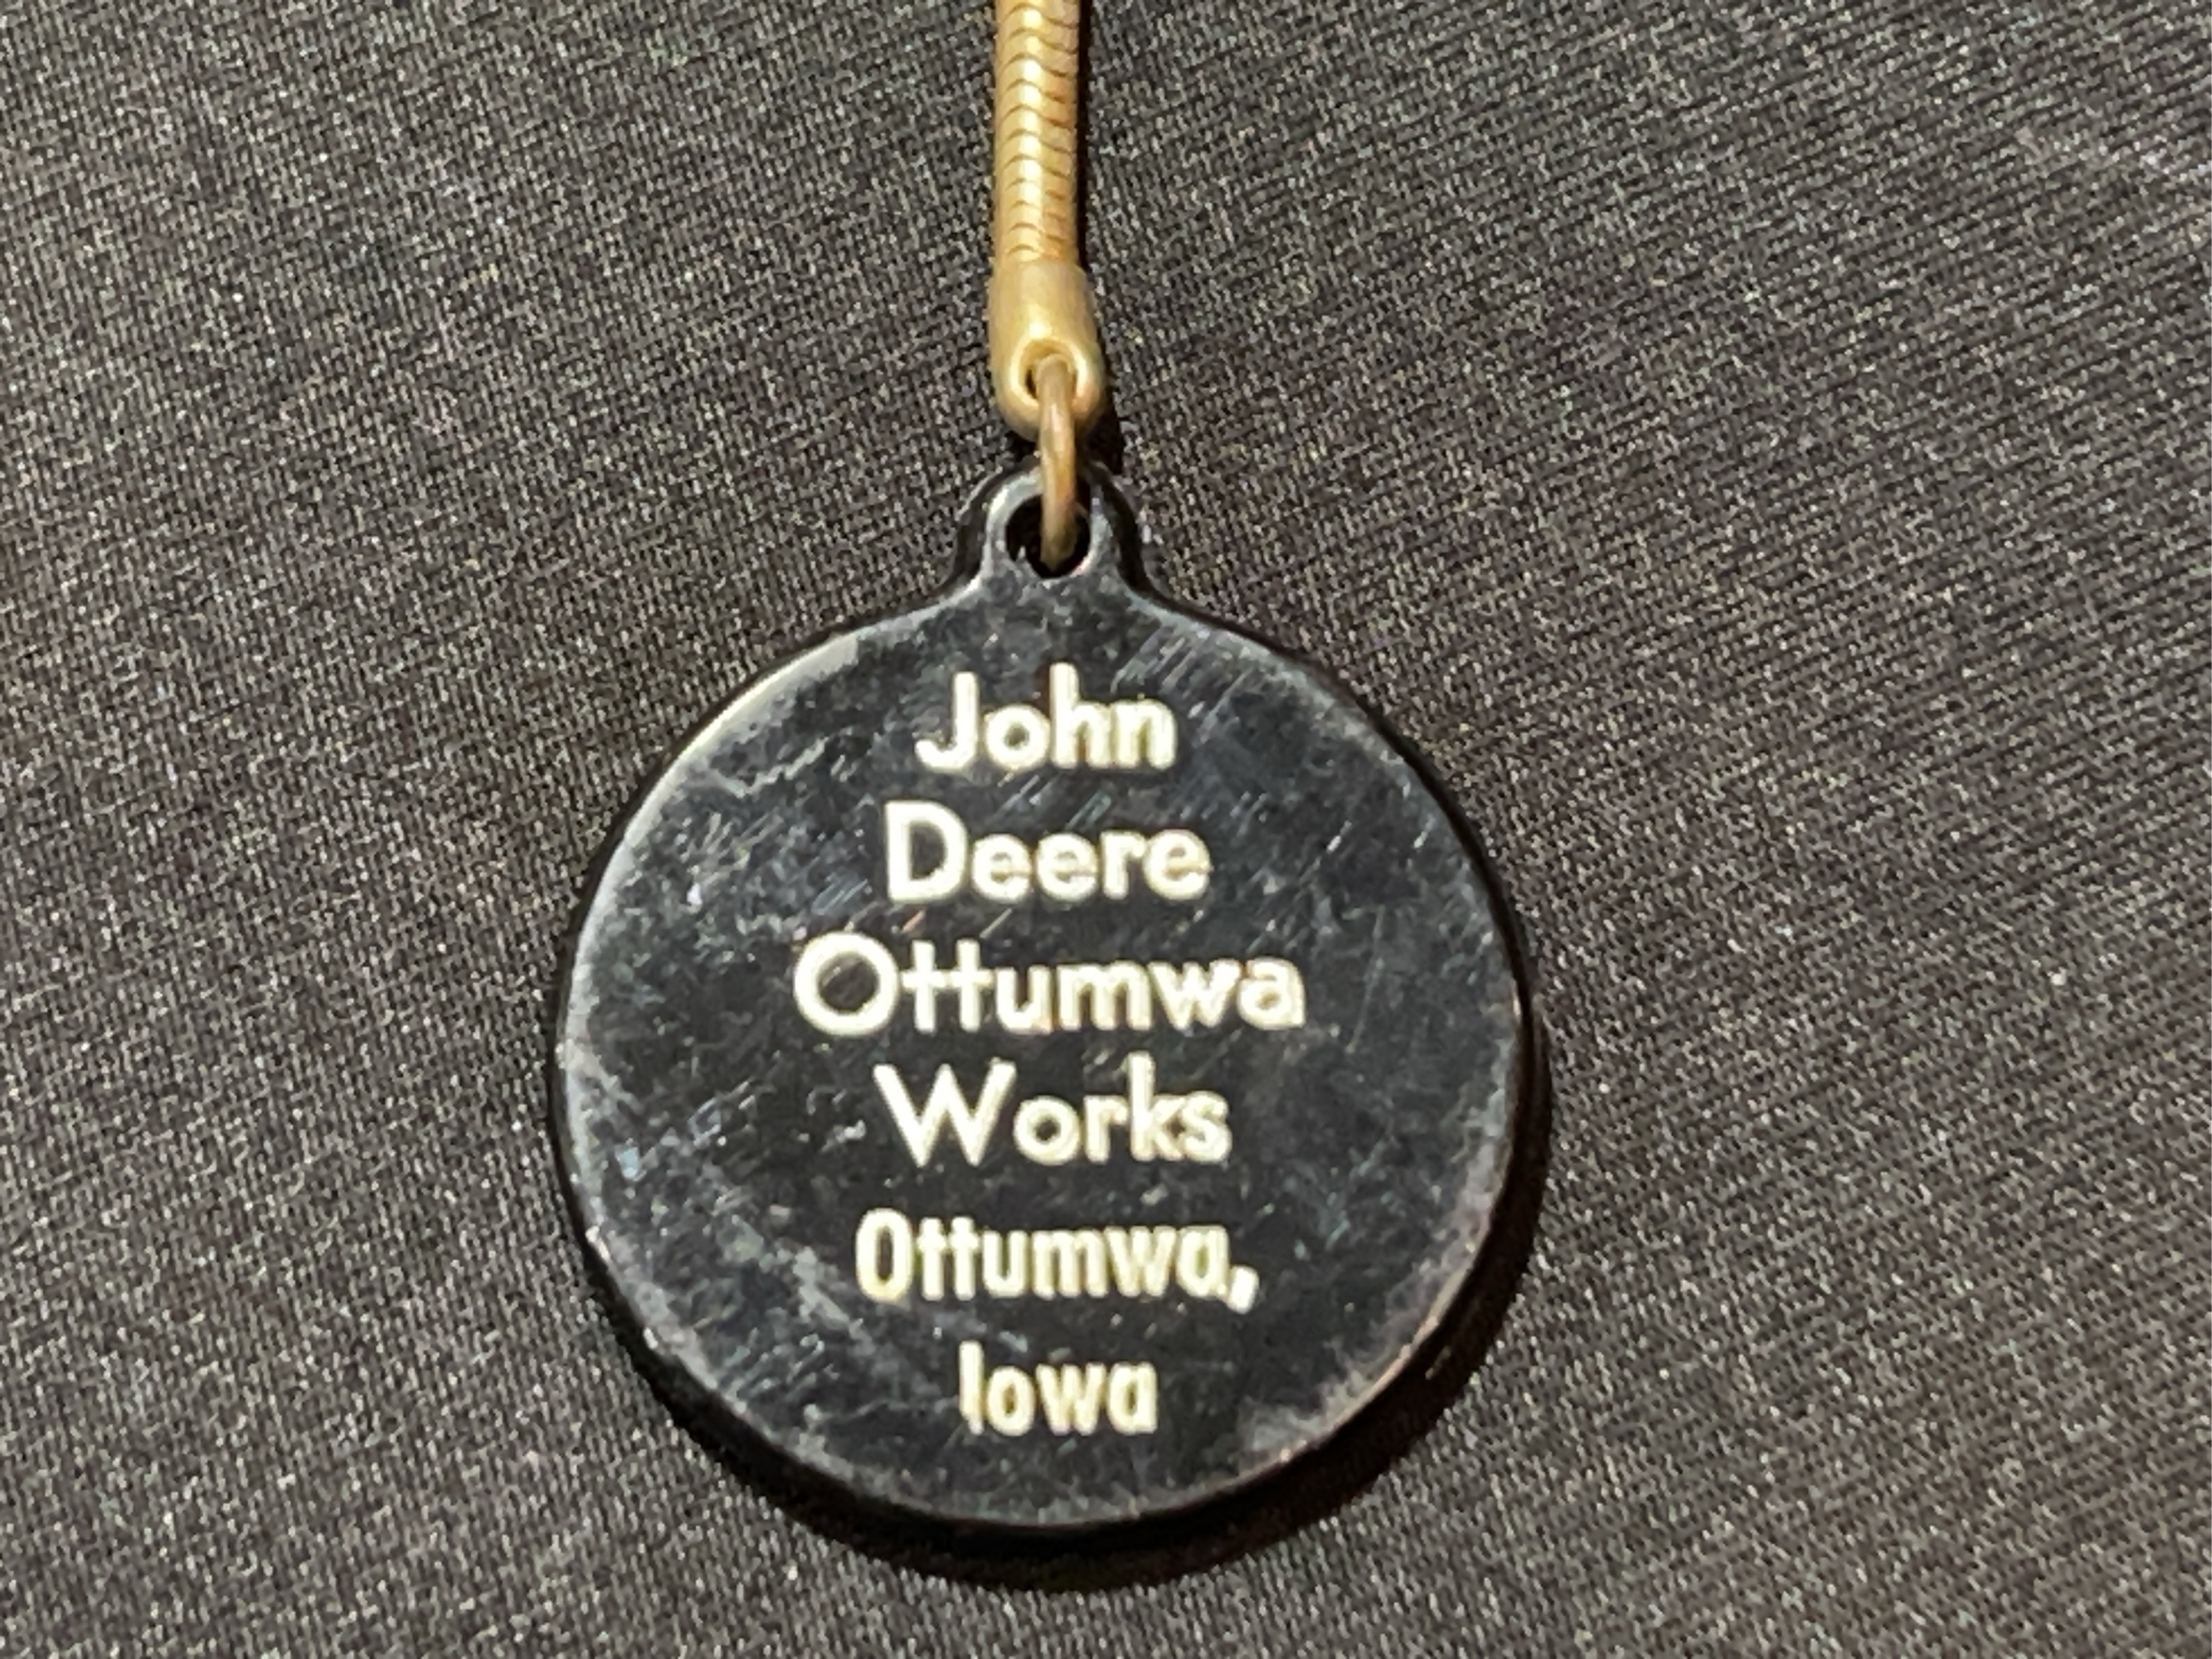 John
Deere
Ottumwa
Works
Ottumwa,
Iowa